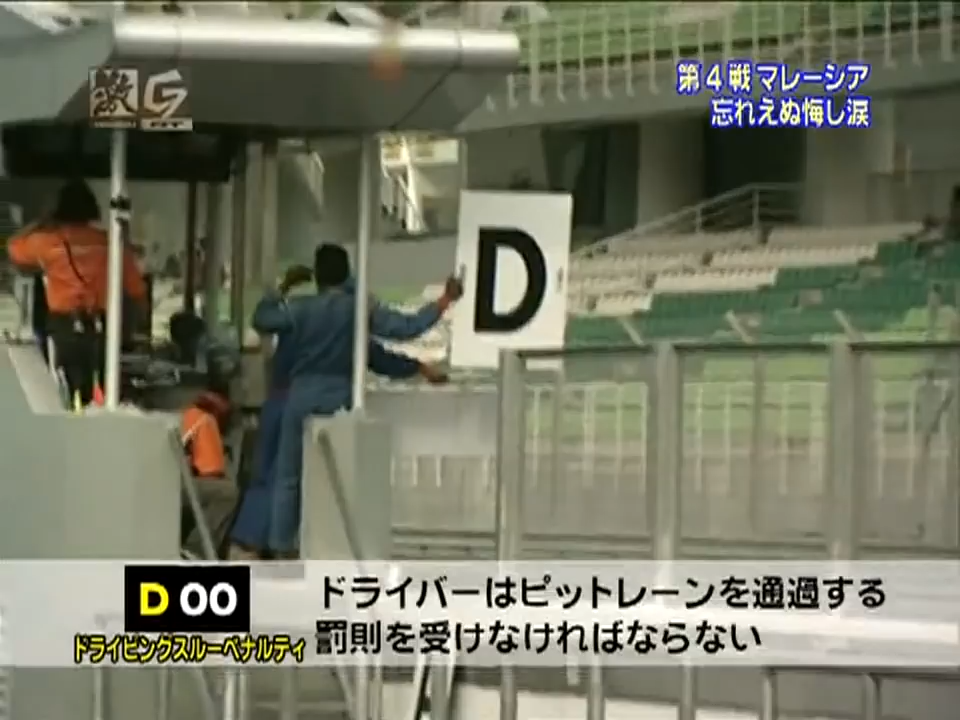 激G
GT
第4戦マレーシア
忘れえぬ悔し涙
D
D 00
ドライバーはピットレーンを通過する
ドライビングスルーペナルティ
罰則を受けなければならない